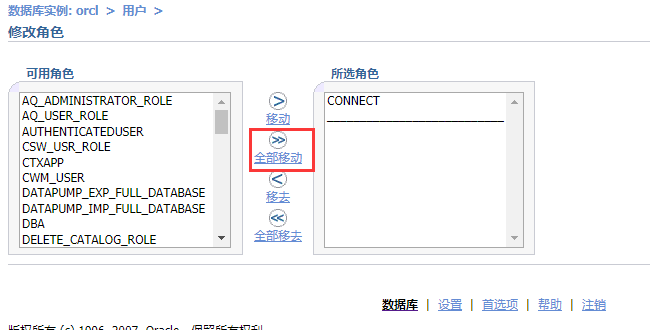 数据库实例: orcl > 用户 >
修改角色
可用角色
AQ_ADMINISTRATOR_ROLE
AQ_USER_ROLE
AUTHENTICATEDUSER
CSW_USR_ROLE
CTXAPP
CWM_USER
DATAPUMP_EXP_FULL_DATABASE
DATAPUMP_IMP_FULL_DATABASE
DBA
DELETE_CATALOG_ROLE
移动
全部移动
移去
全部移去
所选角色
CONNECT
数据库 | 设置 | 首选项 | 帮助 | 注销
版权所有 (c) 1996, 2007, Oracle。保留所有权利。